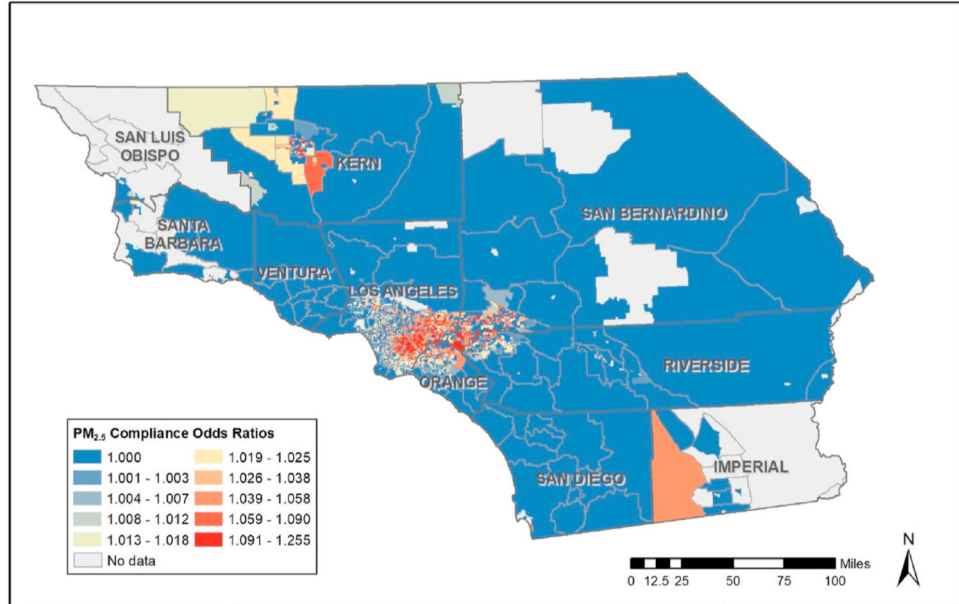 SAN LUIS
OBISPO
KERN
SAN BERNARDINO
SANTA
BARBARA
VENTURA
LOS ANGELES
RIVERSIDE
ORANGE
IMPERIAL
SAN DIEGO
PM2.5 Compliance Odds Ratios
1.000 1.019 - 1.025
1.001 - 1.003 1.026 - 1.038
1.004 - 1.007 1.039 - 1.058
1.008 - 1.012 1.059 - 1.090
1.013 - 1.018 1.091 - 1.255
No data
N
Miles
0 12.5 25 50 75 100